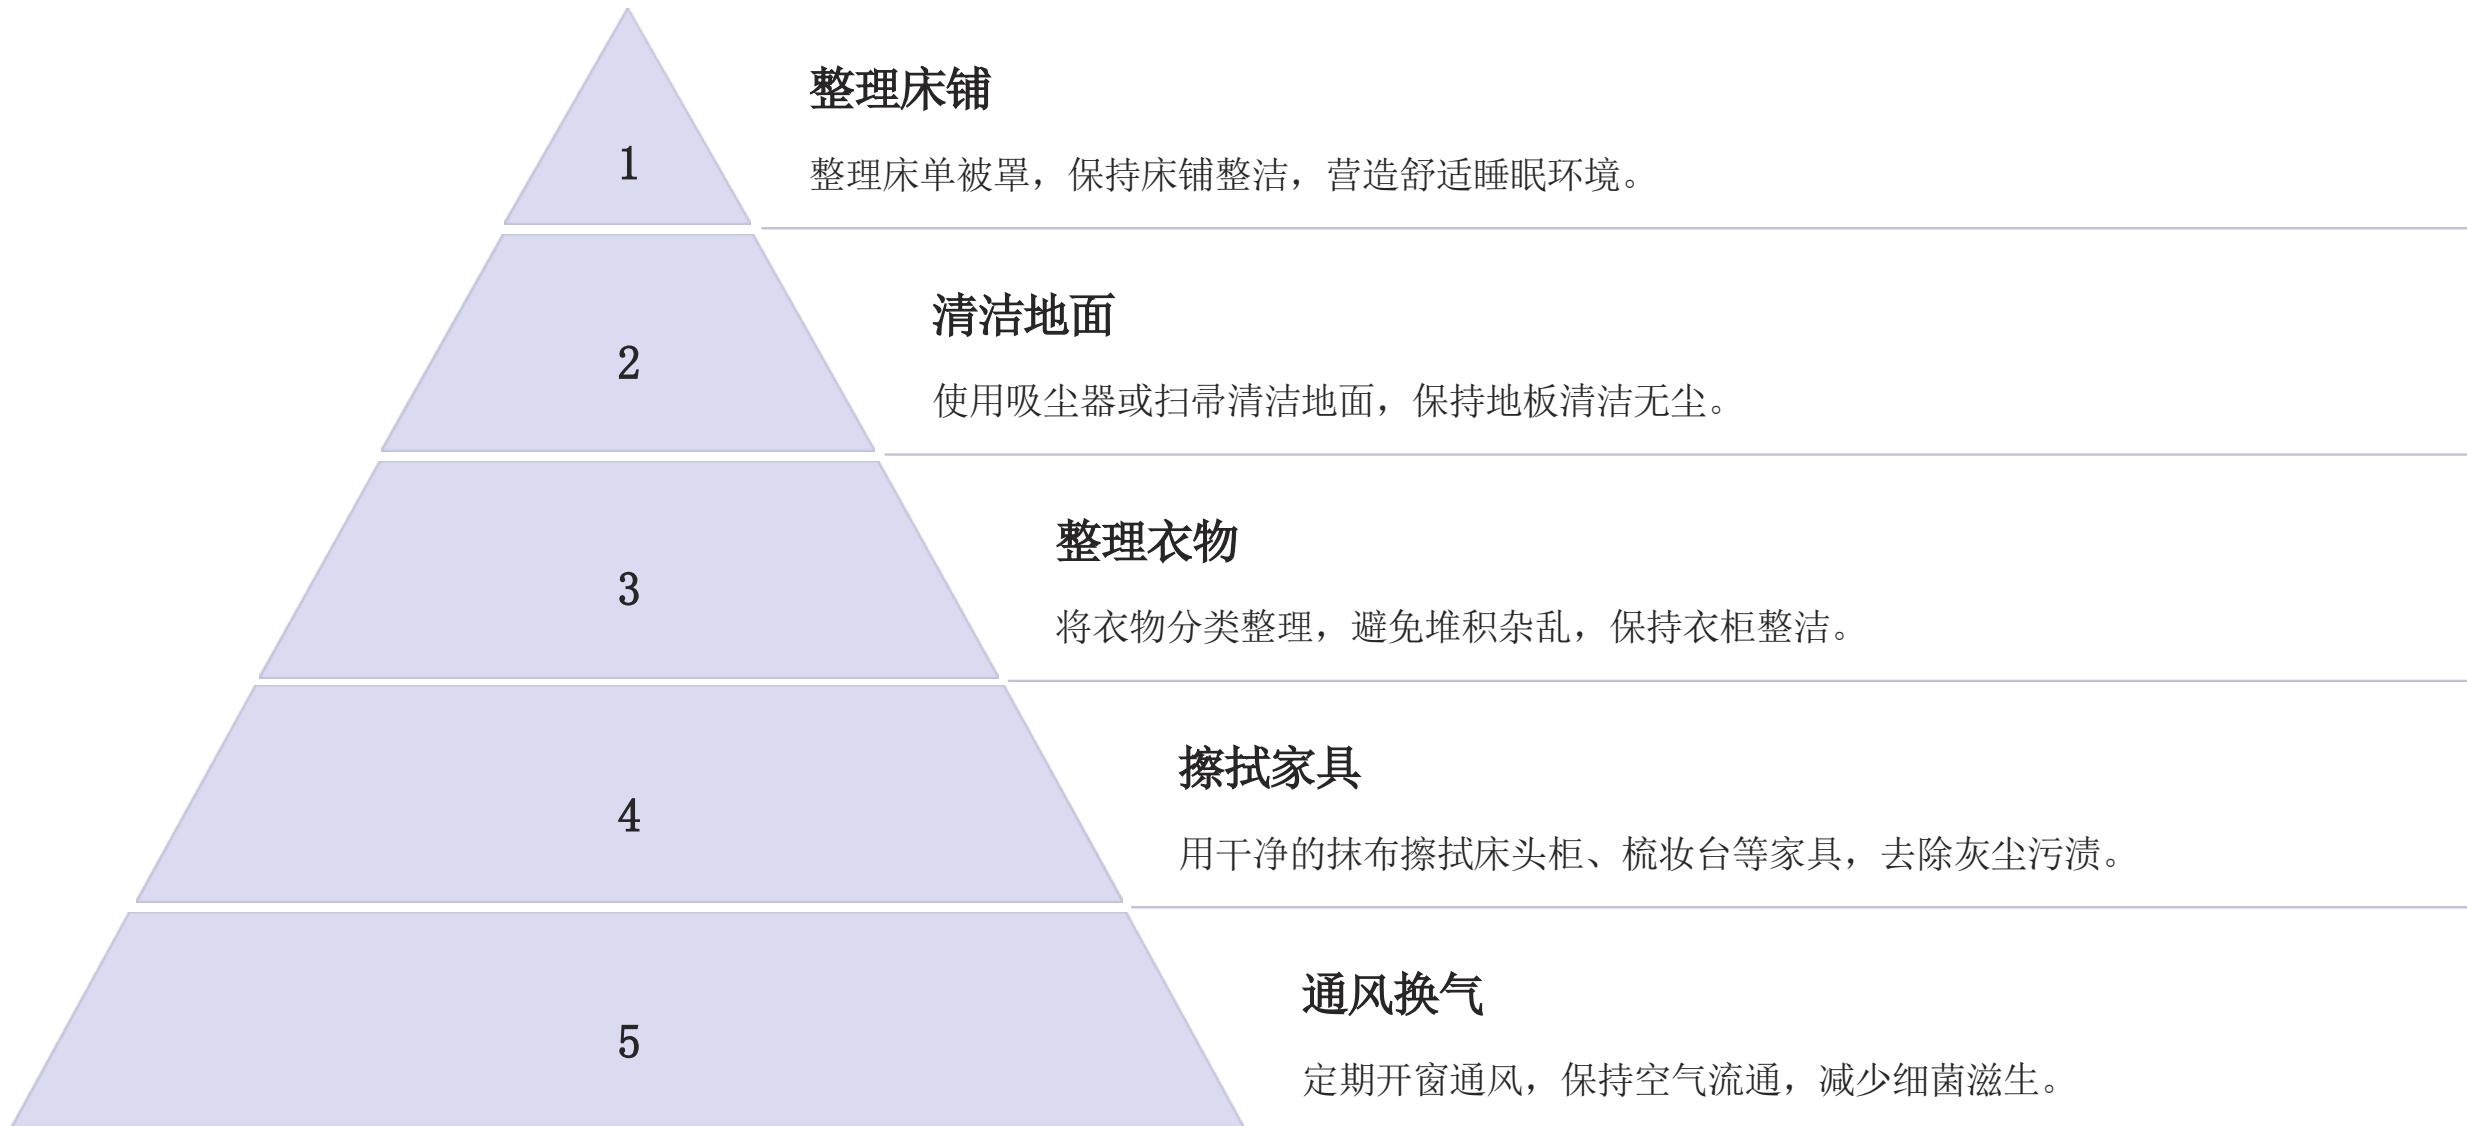 整理床铺
1
整理床单被罩，保持床铺整洁，营造舒适睡眠环境。
清洁地面
2
使用吸尘器或扫帚清洁地面，保持地板清洁无尘。
整理衣物
3
将衣物分类整理，避免堆积杂乱，保持衣柜整洁。
擦拭家具
4
用干净的抹布擦拭床头柜、梳妆台等家具，去除灰尘污渍。
通风换气
5
定期开窗通风，保持空气流通，减少细菌滋生。